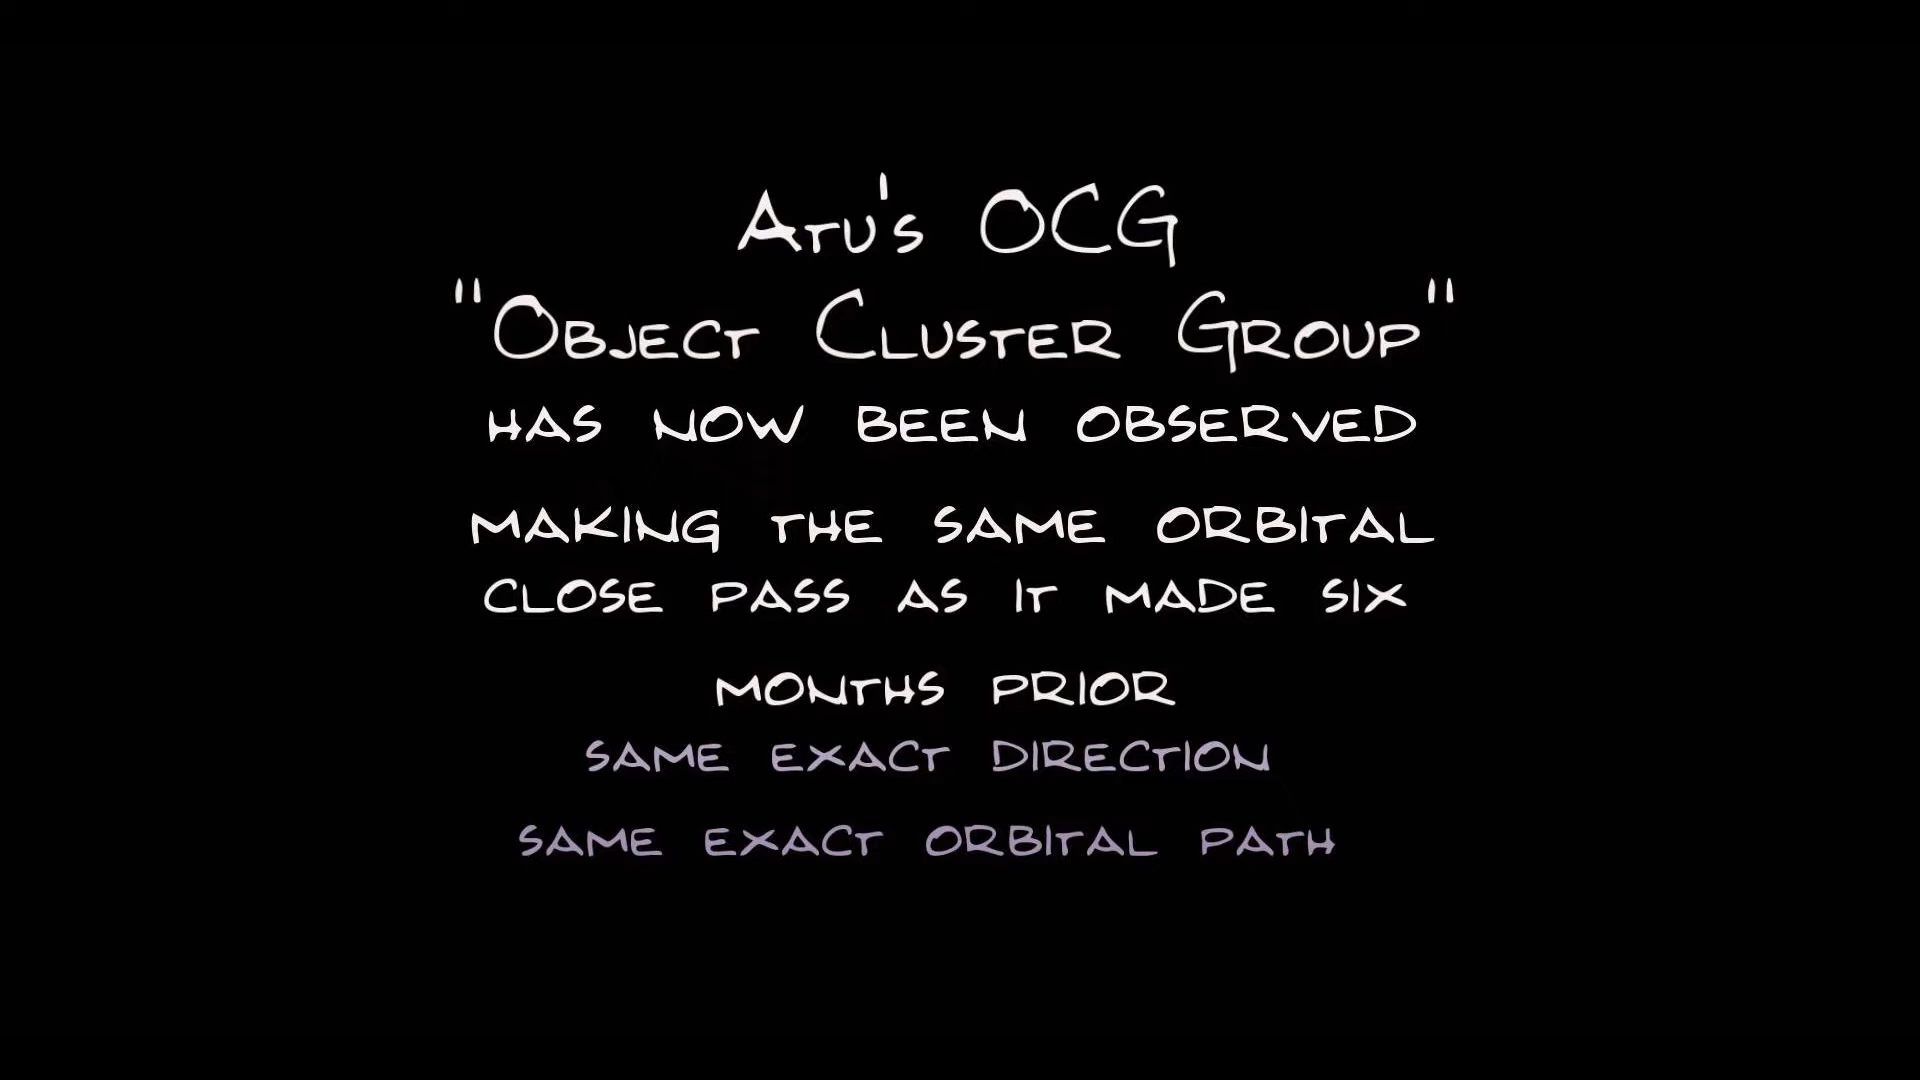 Atu's OCG
"Object Cluster Group"
has now been observed
making the same orbital
close pass as it made six
months prior
same exact direction
same exact orbital path